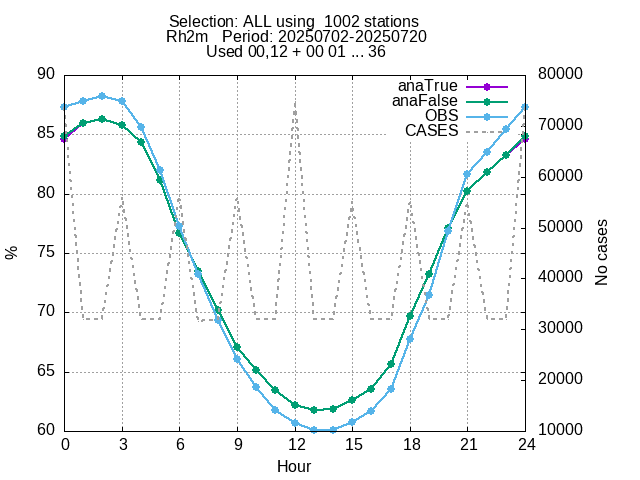 Selection: ALL using  1002 stations
Rh2m   Period: 20250702-20250720
Used 00,12 + 00 01 ... 36
anaTrue
anaFalse
OBS
CASES
90
85
80
75
70
65
60
%
80000
70000
60000
50000
40000
30000
20000
10000
No cases
0 3 6 9 12 15 18 21 24
Hour